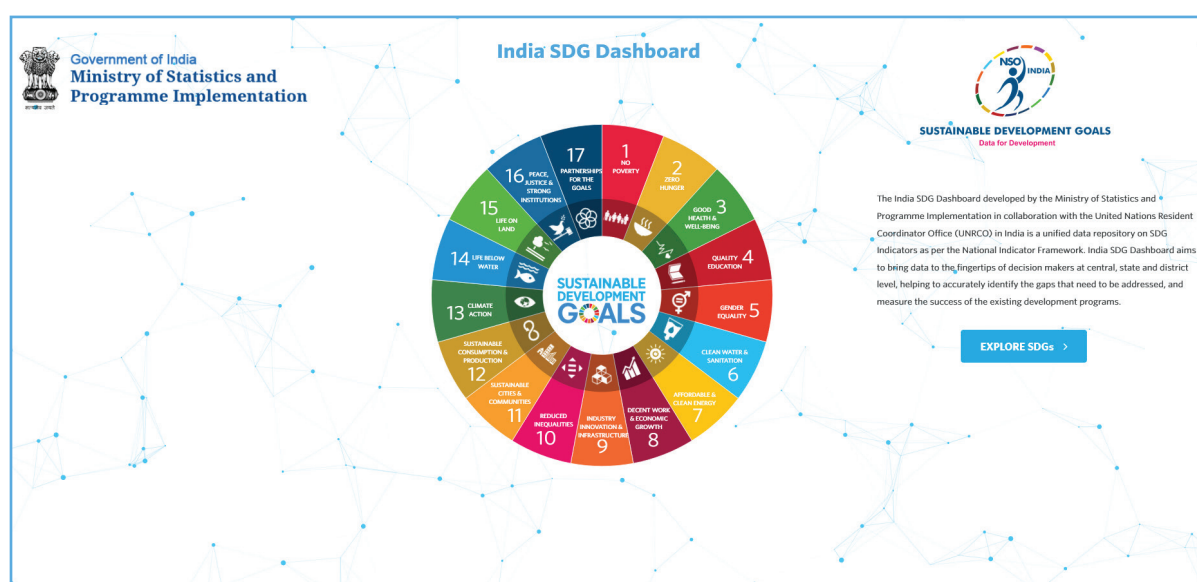 Government of India
Ministry of Statistics and
Programme Implementation
India SDG Dashboard
NSO
INDIA
SUSTAINABLE DEVELOPMENT GOALS
Data for Development
1
NO
POVERTY
2
ZERO
HUNGER
GOOD 3
HEALTH &
WELL-BEING
QUALITY 4
EDUCATION
GENDER
EQUALITY 5
CLEAN WATER &
SANITATION
6
AFFORDABLE &
CLEAN ENERGY
7
DECENT WORK
& ECONOMIC
GROWTH
8
INDUSTRY
INNOVATION &
INFRASTRUCTURE
9
REDUCED
INEQUALITIES
10
SUSTAINABLE
CITIES &
COMMUNITIES
11
SUSTAINABLE
CONSUMPTION &
PRODUCTION
12
13 CLIMATE
ACTION
14 LIFE BELOW
WATER
15
LIFE ON
LAND
16 PEACE,
JUSTICE &
STRONG
INSTITUTIONS
17
PARTNERSHIPS
FOR THE
GOALS
SUSTAINABLE
DEVELOPMENT
GOALS
The India SDG Dashboard developed by the Ministry of Statistics and
Programme Implementation in collaboration with the United Nations Resident
Coordinator Office (UNRCO) in India is a unified data repository on SDG
Indicators as per the National Indicator Framework. India SDG Dashboard aims
to bring data to the fingertips of decision makers at central, state and district
level, helping to accurately identify the gaps that need to be addressed, and
measure the success of the existing development programs.
EXPLORE SDGs >